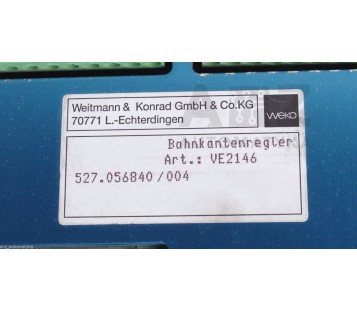 Weitmann & Konrad GmbH & Co.KG
70771 L.-Echterdingen
WEKO
Bahnkantenregler
Art.: VE2146
527.056840/004